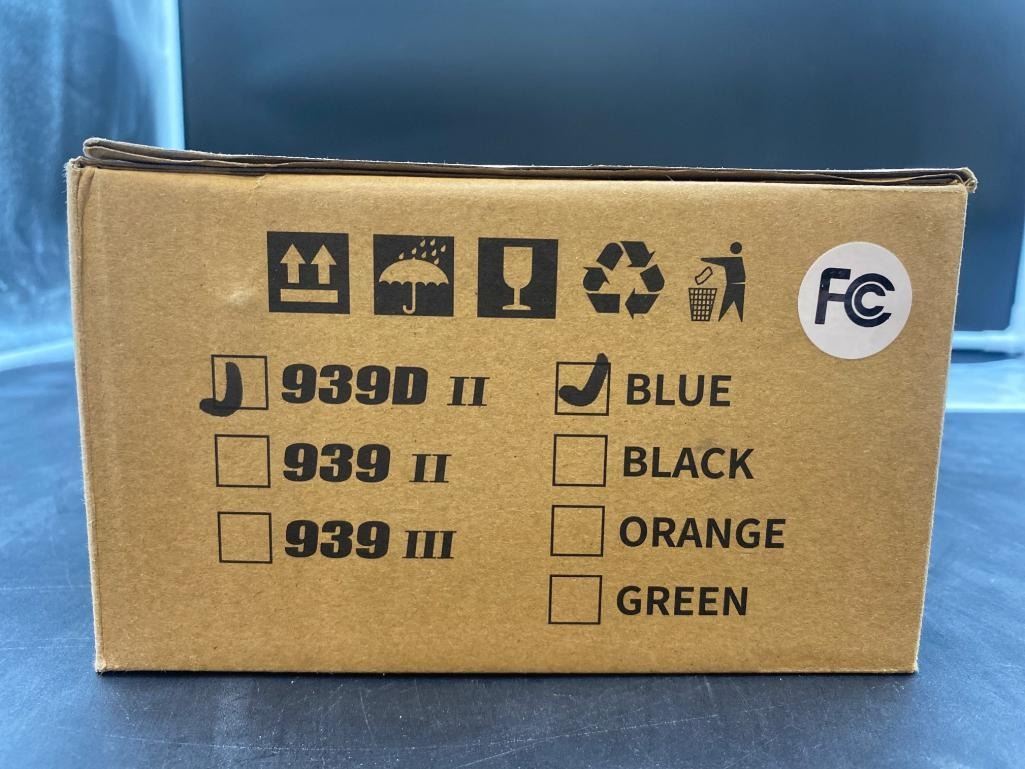 FC
939D II
BLUE
939 II
BLACK
939 III
ORANGE
GREEN